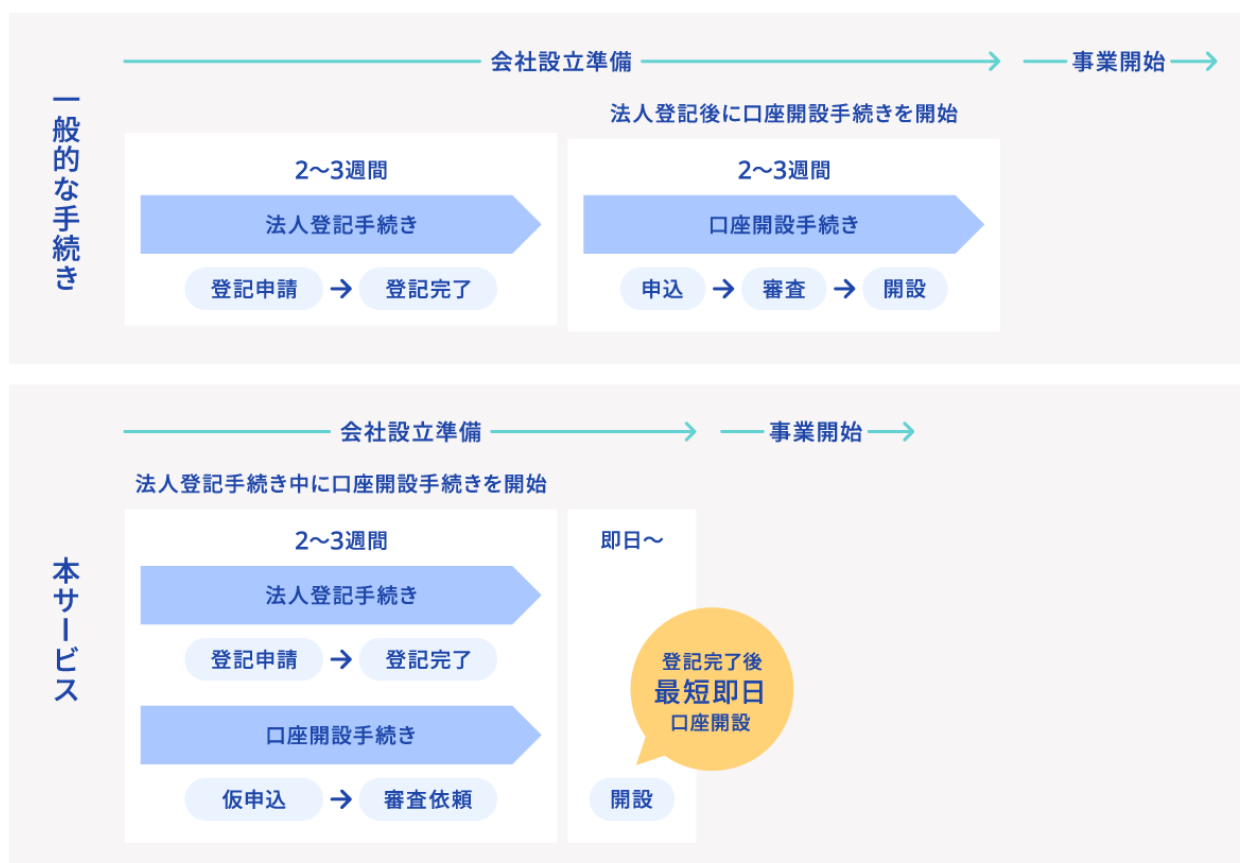 一般的な手続き
会社設立準備
事業開始
法人登記後に口座開設手続きを開始
2〜3週間
法人登記手続き
登記申請
登記完了
2〜3週間
口座開設手続き
申込
審査
開設
本サービス
会社設立準備
事業開始
法人登記手続き中に口座開設手続きを開始
2〜3週間
法人登記手続き
登記申請
登記完了
口座開設手続き
仮申込
審査依頼
即日〜
登記完了後
最短即日
口座開設
開設